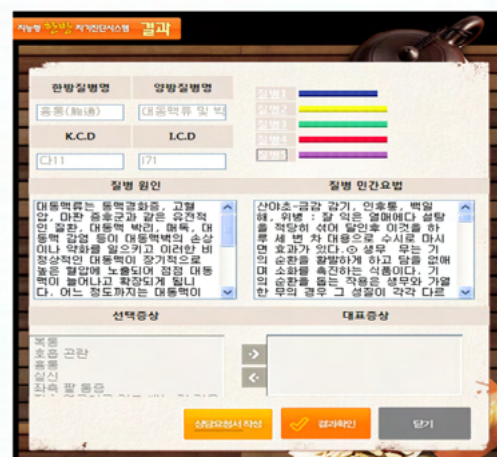 지능형 한방 자가진단시스템 결과
한방질병명 양방질병명
흉통(胸通) 대동맥류 및 박
K.C.D I.C.D
다11 I71
질병1
질병2
질병3
질병4
질병5
질병 원인 질병 민간요법
대동맥류는 동맥경화증, 고혈
압, 마판 증후군과 같은 유전적
인 질환, 대동맥 박리, 매독, 대
동맥 감염 등이 대동맥벽의 손상
이나 약화를 일으키고 이러한 비
정상적인 대동맥이 장기적으로
높은 혈압에 노출되어 점점 대동
맥이 늘어나고 확장되게 됩니
다. 어느 정도까지는 대동맥이
산야초-금감 감기, 인후통, 백일
해, 위병 : 잘 익은 열매에다 설탕
을 적당히 섞어 달인후 이것을 하
루 세 번 차 대용으로 수시로 마시
면 효과가 있다.⊙ 생무 무는 기
의 순환을 활발하게 하고 담을 없애
며 소화를 촉진하는 식품이다. 기
의 순환을 돕는 작용은 생무와 가열
한 무의 경우 그 성질이 각각 다르
선택증상 대표증상
복통
호흡 곤란
흉통
실신
좌측 팔 통증
상담요청서 작성 결과확인 닫기